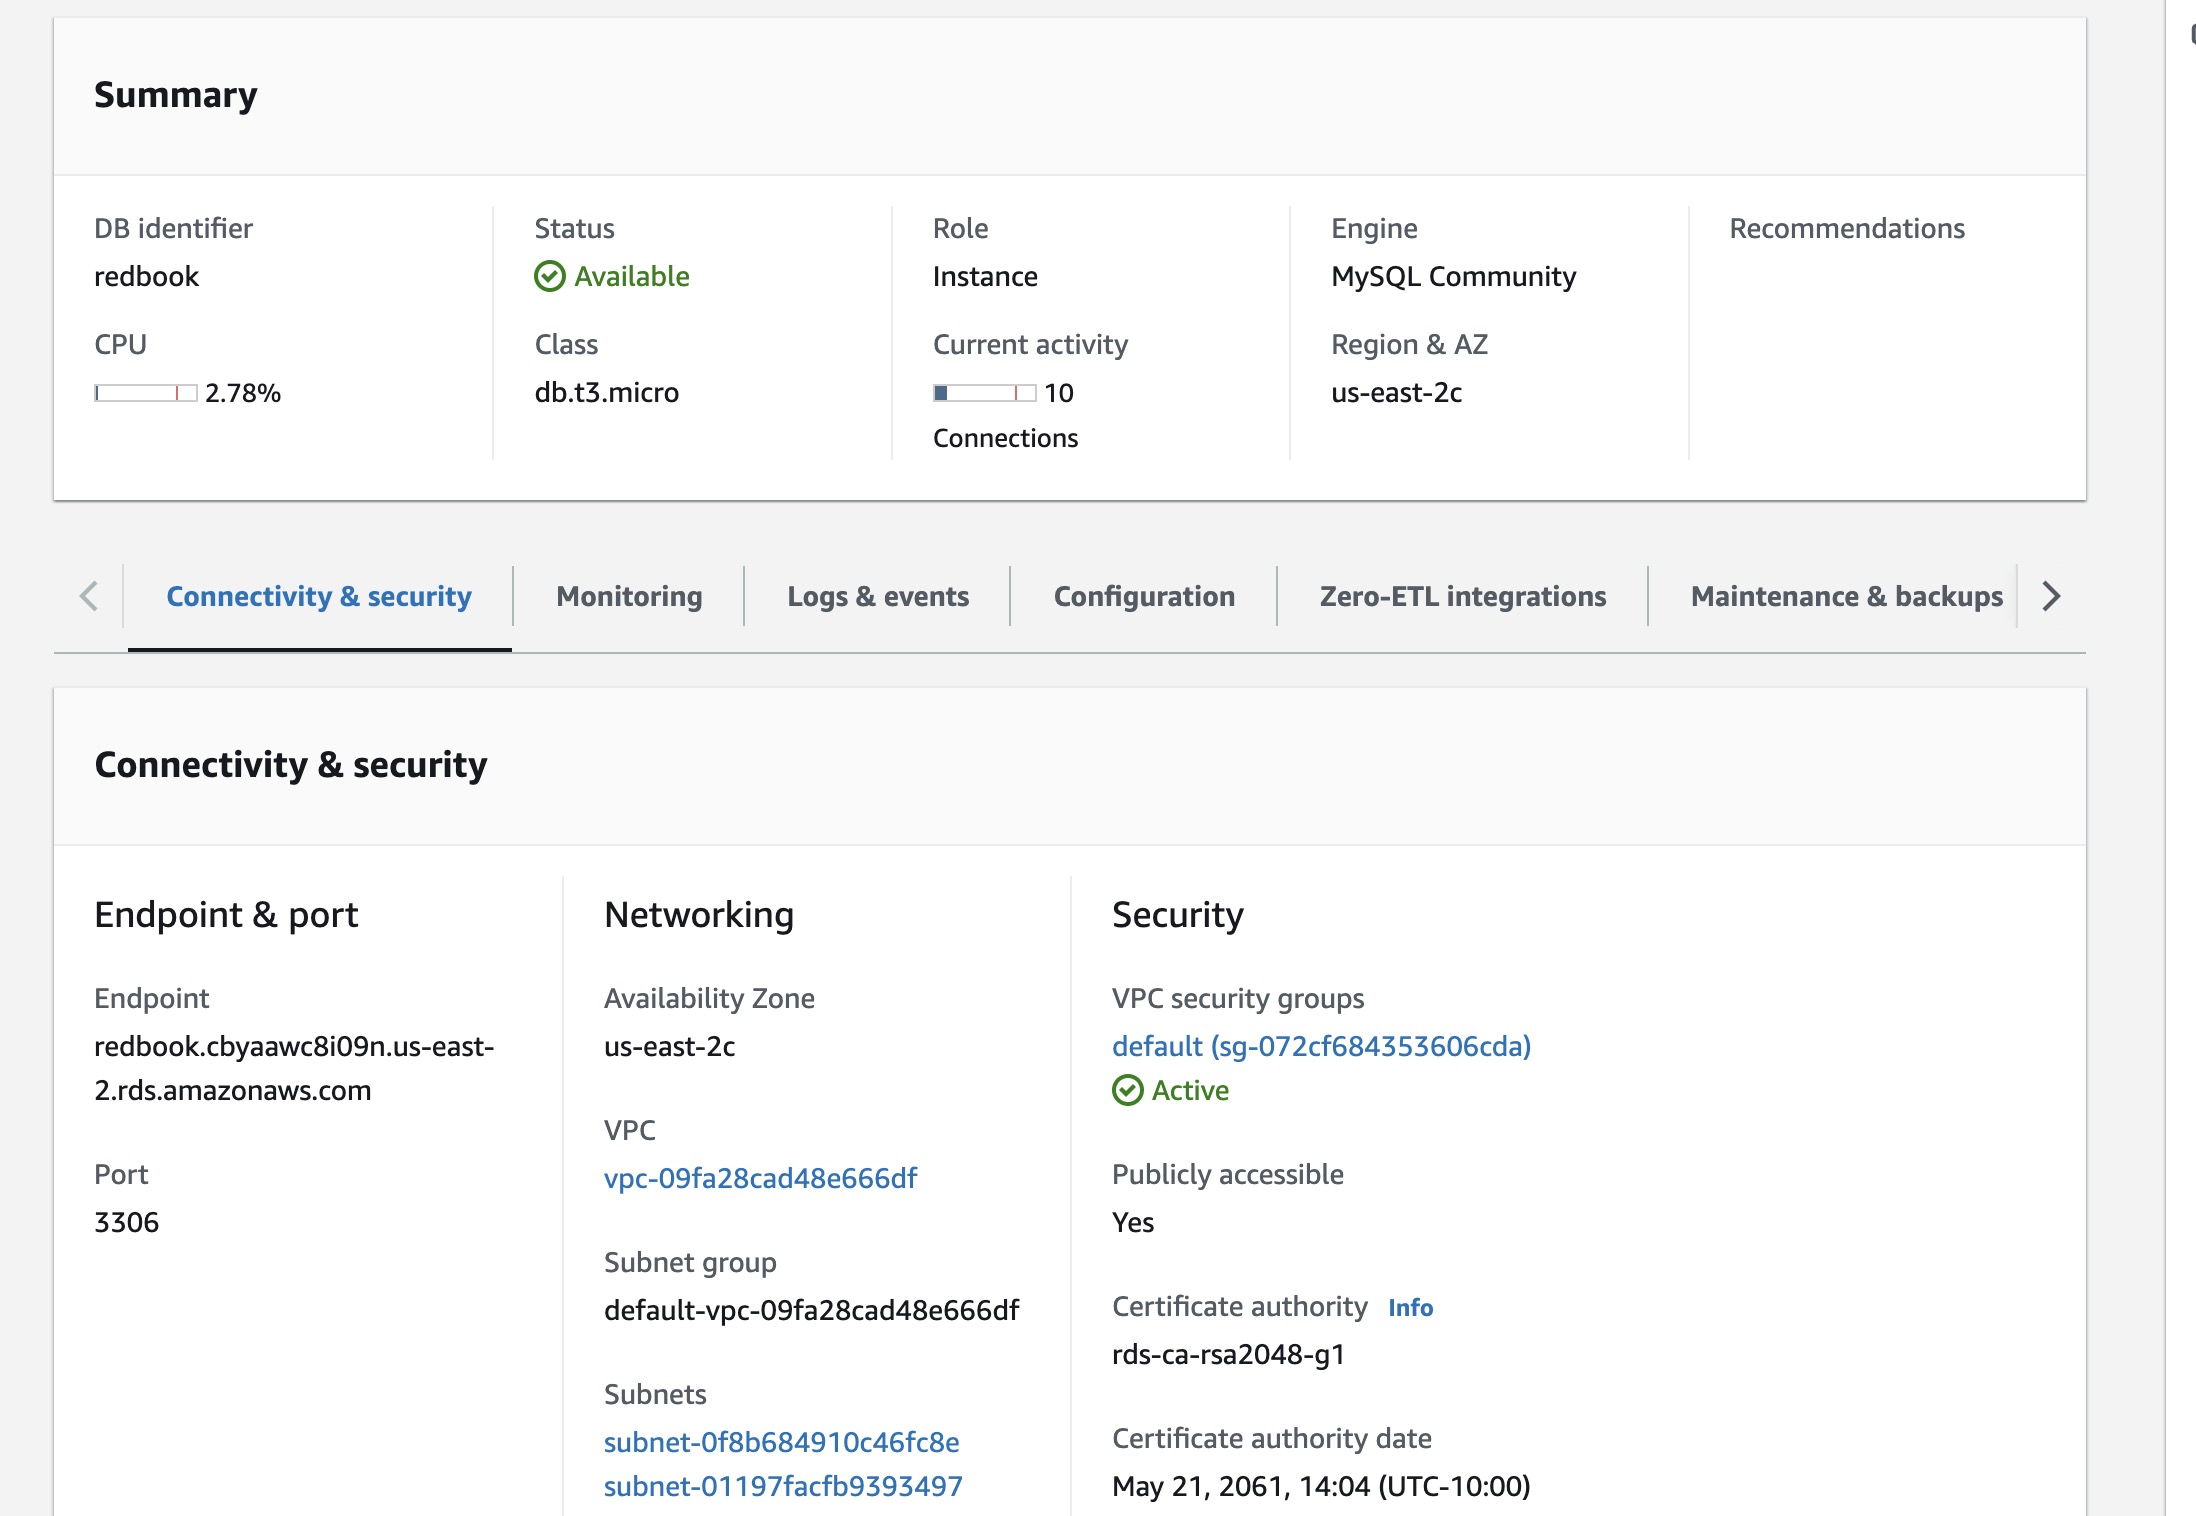 Summary
DB identifier
redbook
CPU
2.78%
Status
Available
Class
db.t3.micro
Role
Instance
Current activity
10
Connections
Engine
MySQL Community
Region & AZ
us-east-2c
Recommendations
Connectivity & security
Monitoring
Logs & events
Configuration
Zero-ETL integrations
Maintenance & backups
Connectivity & security
Endpoint & port
Endpoint
redbook.cbyaawc8i09n.us-east-
2.rds.amazonaws.com
Port
3306
Networking
Availability Zone
us-east-2c
VPC
vpc-09fa28cad48e666df
Subnet group
default-vpc-09fa28cad48e666df
Subnets
subnet-0f8b684910c46fc8e
subnet-01197facfb9393497
Security
VPC security groups
default (sg-072cf684353606cda)
Active
Publicly accessible
Yes
Certificate authority Info
rds-ca-rsa2048-g1
Certificate authority date
May 21, 2061, 14:04 (UTC-10:00)